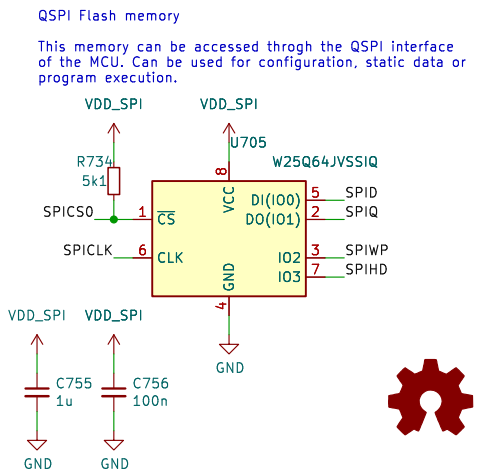 QSPI Flash memory
This memory can be accessed throgh the QSPI interface
of the MCU. Can be used for configuration, static data or
program execution.
VDD_SPI VDD_SPI
U705
R734
5k1
W25Q64JVSSIQ
8
VCC
DI(IO0) 5 SPID
SPICS0 1 CS DO(IO1) 2 SPIQ
SPICLK 6 CLK IO2 3 SPIWP
IO3 7 SPIHD
GND
4
GND
VDD_SPI VDD_SPI
C755 C756
1u 100n
GND GND